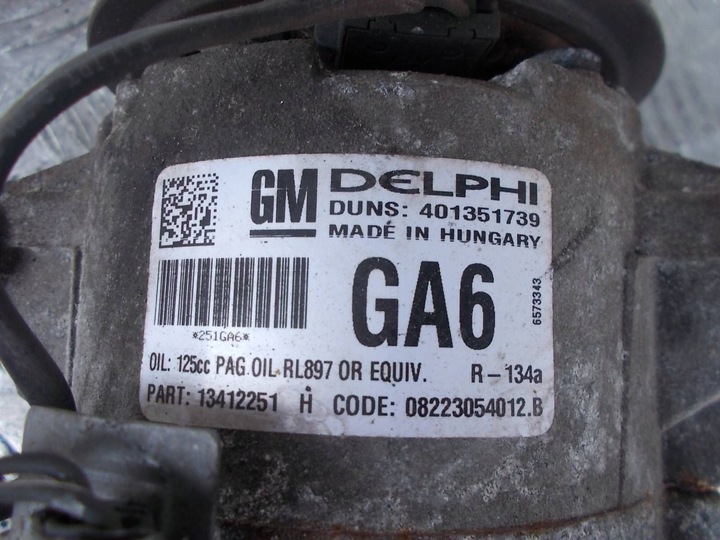 GM DELPHI
DUNS: 401351739
MADE IN HUNGARY
GA6
6573343
*251GA6*
OIL: 125cc PAG.OIL RL897 OR EQUIV. R-134a
PART: 13412251 H CODE: 08223054012.B